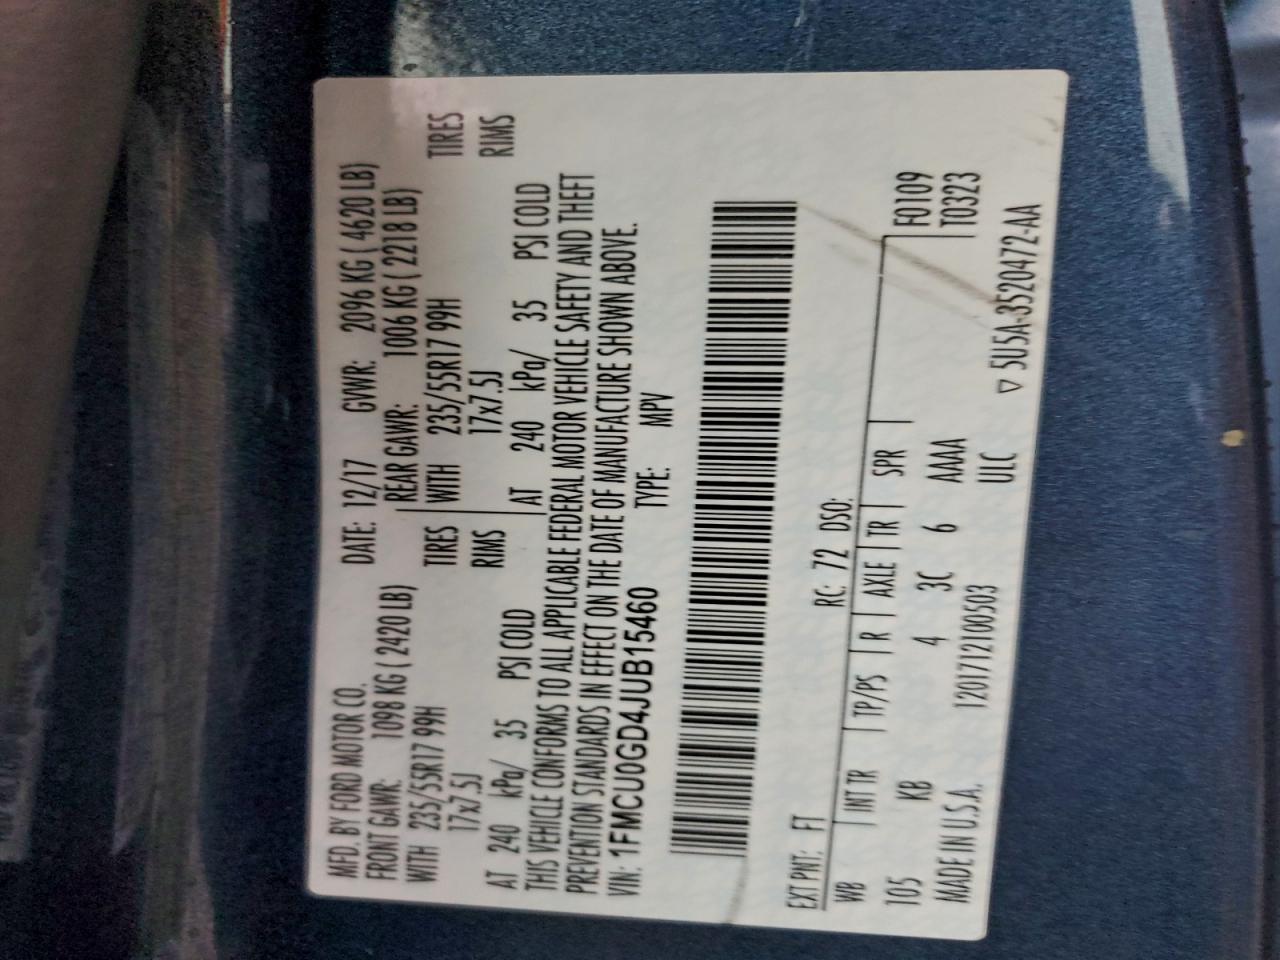 MFD. BY FORD MOTOR CO. DATE: 12/17 GVWR: 2096 KG ( 4620 LB)
FRONT GAWR: 1098 KG ( 2420 LB) REAR GAWR: 1006 KG ( 2218 LB)
WITH 235/55R17 99H TIRES WITH 235/55R17 99H TIRES
17x7.5J RIMS 17x7.5J RIMS
AT 240 kPa/ 35 PSI COLD AT 240 kPa/ 35 PSI COLD
THIS VEHICLE CONFORMS TO ALL APPLICABLE FEDERAL MOTOR VEHICLE SAFETY AND THEFT
PREVENTION STANDARDS IN EFFECT ON THE DATE OF MANUFACTURE SHOWN ABOVE.
VIN: 1FMCU0GD4JUB15460 TYPE: MPV
EXT PNT: FT RC: 72 DSO:
WB INT TR TP/PS R AXLE TR SPR F0109
105 KB 4 3C 6 AAAA T0323
MADE IN U.S.A. 1201712100503 ULC
▽ 5U5A-3520472-AA